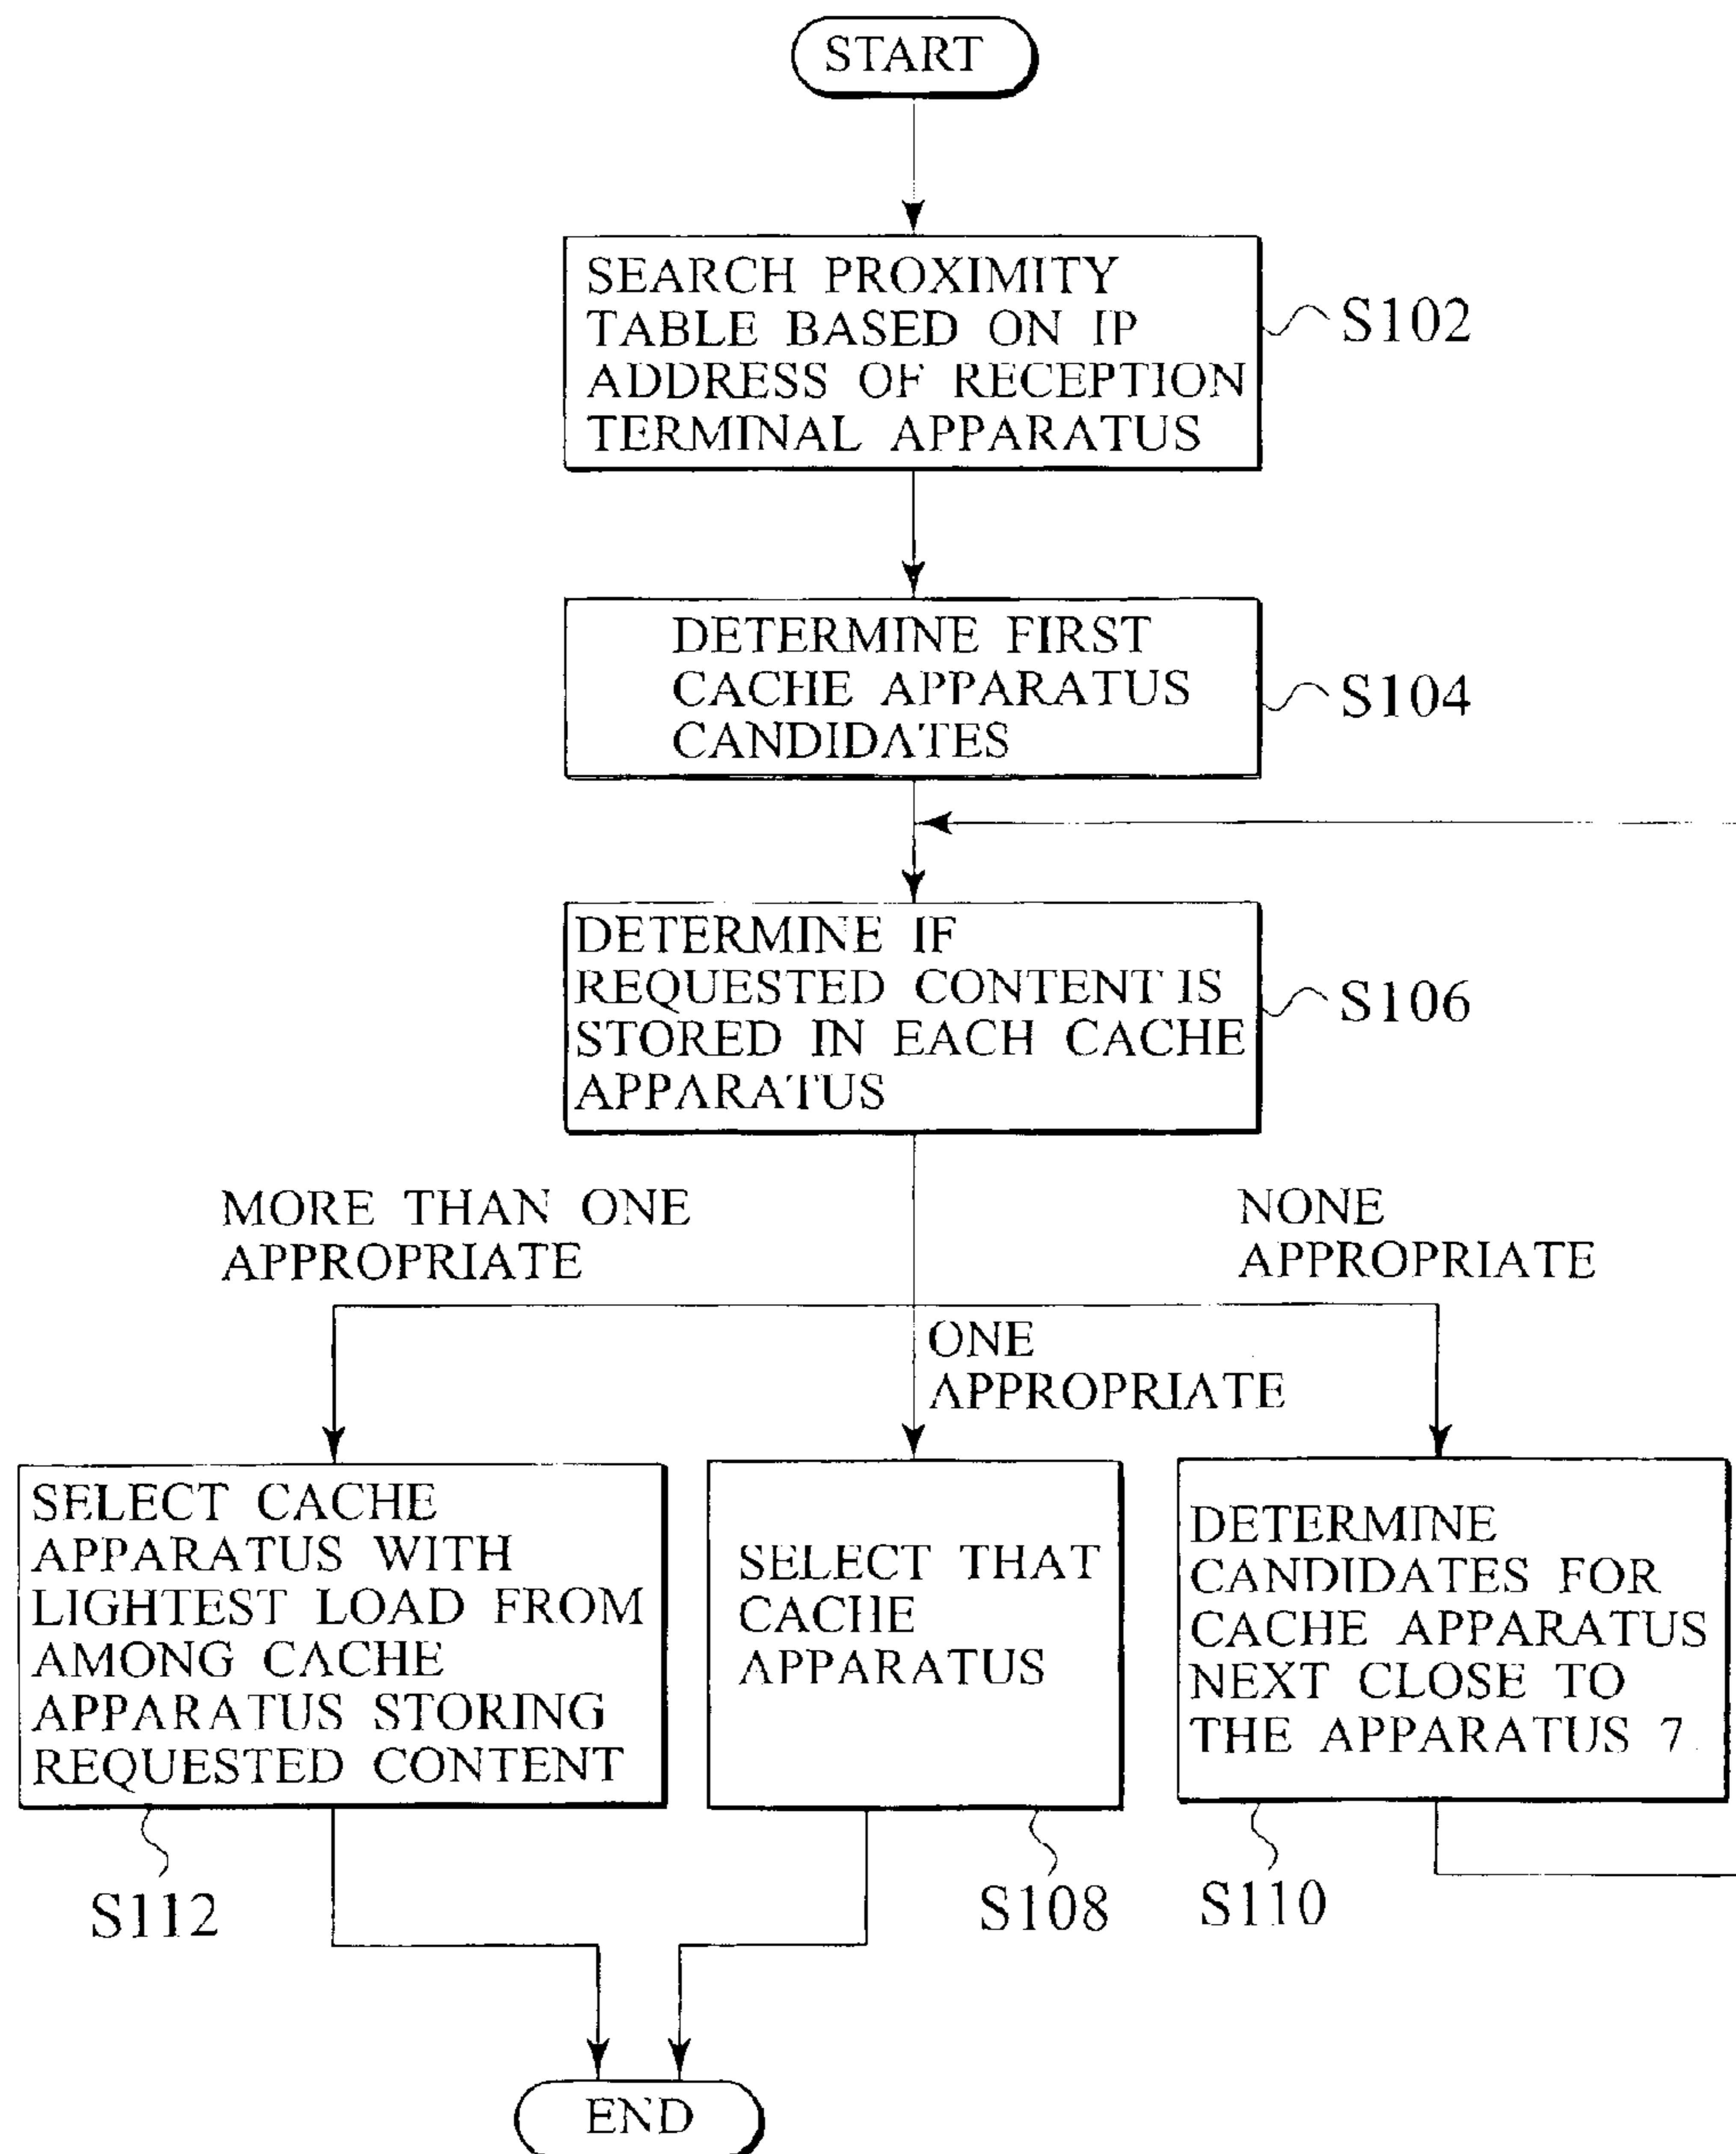 START
SEARCH PROXIMITY
TABLE BASED ON IP
ADDRESS OF RECEPTION
TERMINAL APPARATUS
S102
DETERMINE FIRST
CACHE APPARATUS
CANDIDATES
S104
DETERMINE IF
REQUESTED CONTENT IS
STORED IN EACH CACHE
APPARATUS
S106
MORE THAN ONE
APPROPRIATE
NONE
APPROPRIATE
ONE
APPROPRIATE
SELECT CACHE
APPARATUS WITH
LIGHTEST LOAD FROM
AMONG CACHE
APPARATUS STORING
REQUESTED CONTENT
SELECT THAT
CACHE
APPARATUS
DETERMINE
CANDIDATES FOR
CACHE APPARATUS
NEXT CLOSE TO
THE APPARATUS 7
S112
S108
S110
END